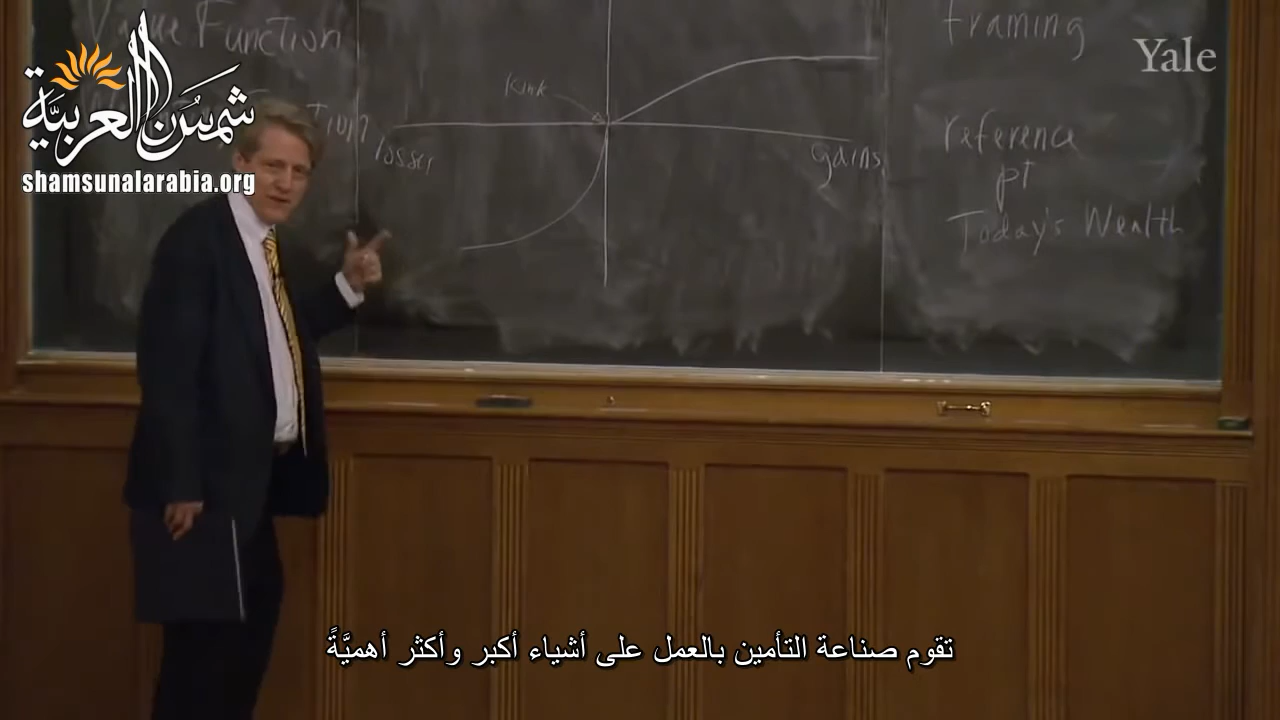 Value Function
framing
Yale
شمسُ العربيَّة
shamsunalarabia.org
Kink
losses
gains
reference
pt
Today's Wealth
تقوم صناعة التأمين بالعمل على أشياء أكبر وأكثر أهميَّةً